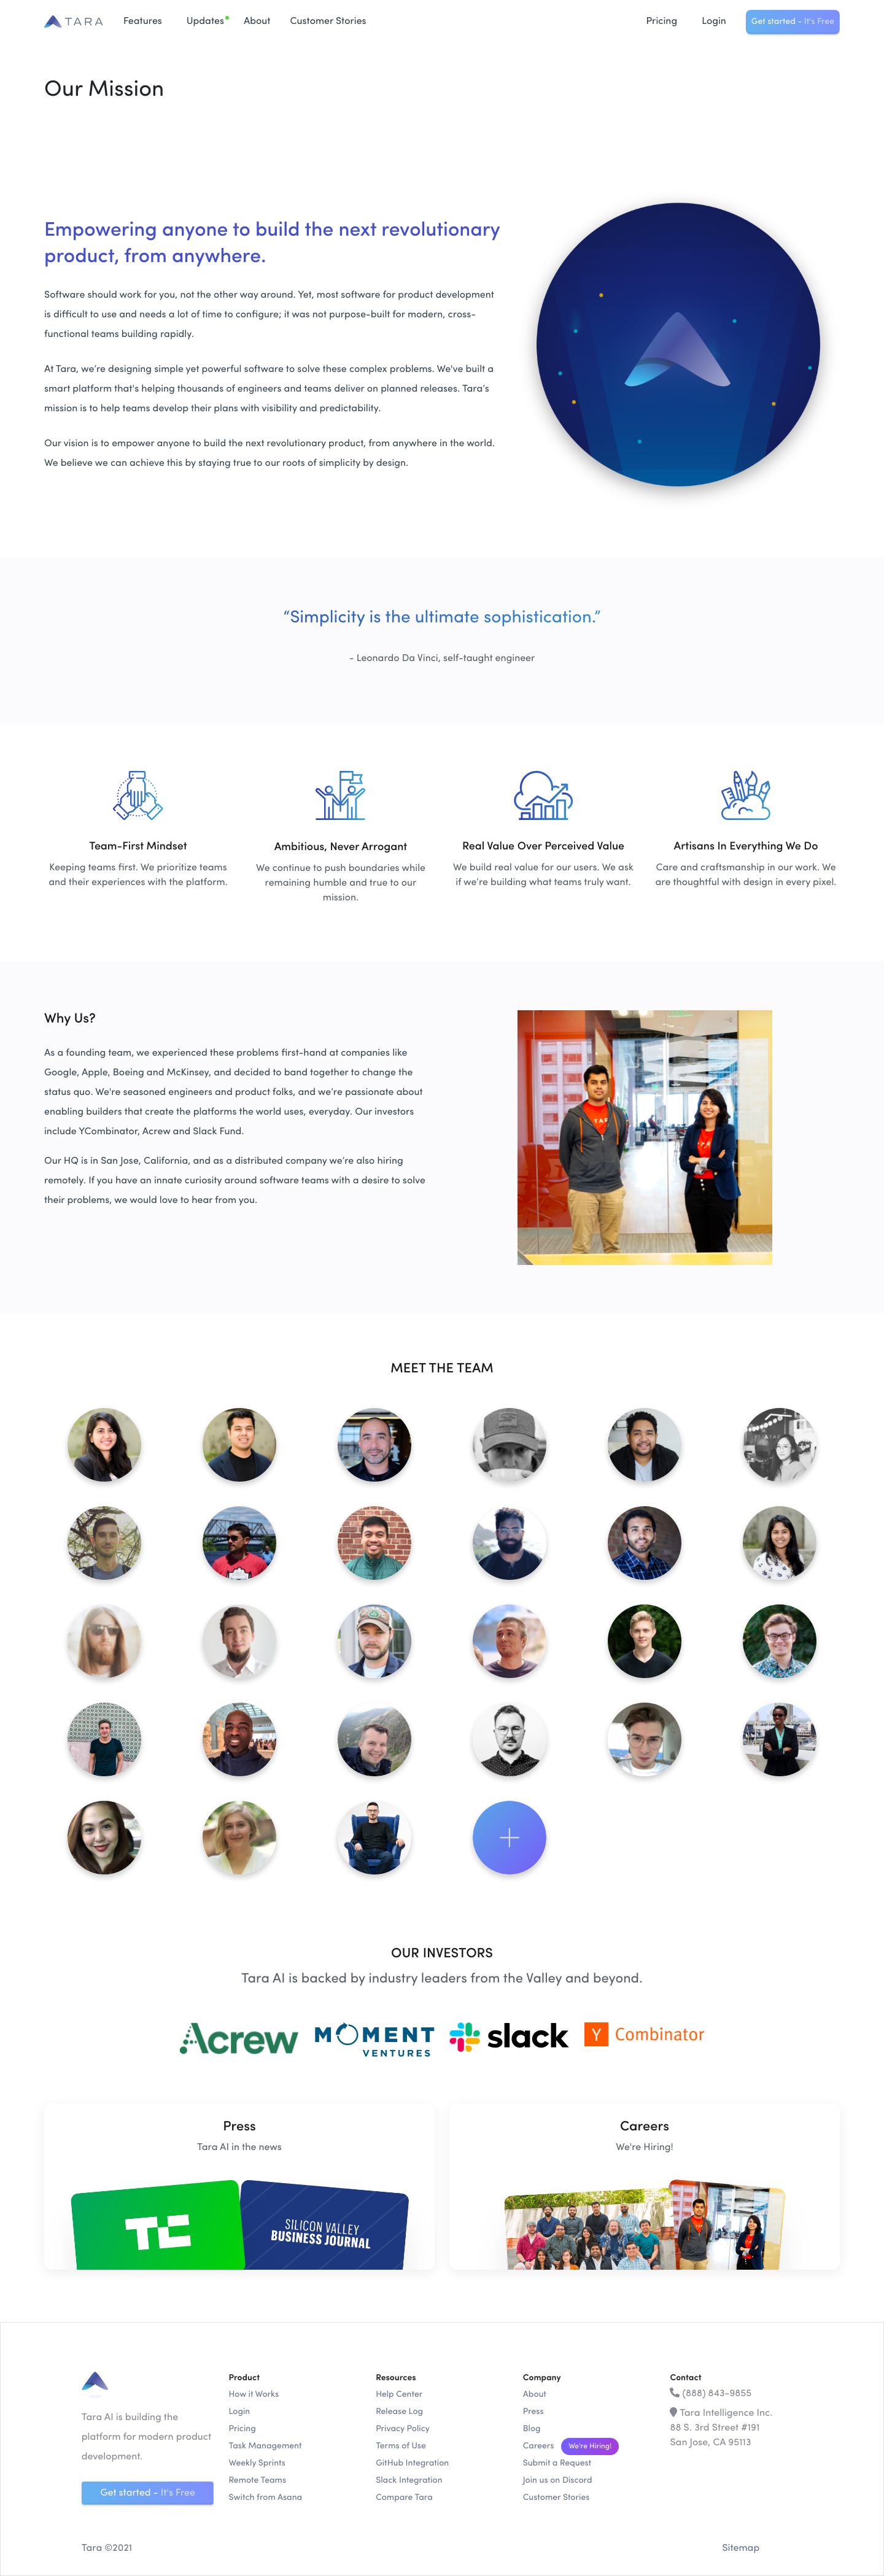 TARA
Features
Updates
About
Customer Stories
Pricing
Login
Get started - It's Free
Our Mission
Empowering anyone to build the next revolutionary
product, from anywhere.
Software should work for you, not the other way around. Yet, most software for product development
is difficult to use and needs a lot of time to configure; it was not purpose-built for modern, cross-
functional teams building rapidly.
At Tara, we’re designing simple yet powerful software to solve these complex problems. We've built a
smart platform that's helping thousands of engineers and teams deliver on planned releases. Tara’s
mission is to help teams develop their plans with visibility and predictability.
Our vision is to empower anyone to build the next revolutionary product, from anywhere in the world.
We believe we can achieve this by staying true to our roots of simplicity by design.
“Simplicity is the ultimate sophistication.”
- Leonardo Da Vinci, self-taught engineer
Team-First Mindset
Keeping teams first. We prioritize teams
and their experiences with the platform.
Ambitious, Never Arrogant
We continue to push boundaries while
remaining humble and true to our
mission.
Real Value Over Perceived Value
We build real value for our users. We ask
if we’re building what teams truly want.
Artisans In Everything We Do
Care and craftsmanship in our work. We
are thoughtful with design in every pixel.
Why Us?
As a founding team, we experienced these problems first-hand at companies like
Google, Apple, Boeing and McKinsey, and decided to band together to change the
status quo. We're seasoned engineers and product folks, and we’re passionate about
enabling builders that create the platforms the world uses, everyday. Our investors
include YCombinator, Acrew and Slack Fund.
Our HQ is in San Jose, California, and as a distributed company we’re also hiring
remotely. If you have an innate curiosity around software teams with a desire to solve
their problems, we would love to hear from you.
MEET THE TEAM
OUR INVESTORS
Tara AI is backed by industry leaders from the Valley and beyond.
Acrew
MOMENT
VENTURES
slack
Y Combinator
Press
Tara AI in the news
TC
SILICON VALLEY
BUSINESS JOURNAL
Careers
We're Hiring!
Tara AI is building the
platform for modern product
development.
Get started - It's Free
Product
How it Works
Login
Pricing
Task Management
Weekly Sprints
Remote Teams
Switch from Asana
Resources
Help Center
Release Log
Privacy Policy
Terms of Use
GitHub Integration
Slack Integration
Compare Tara
Company
About
Press
Blog
Careers We're Hiring!
Submit a Request
Join us on Discord
Customer Stories
Contact
(888) 843-9855
Tara Intelligence Inc.
88 S. 3rd Street #191
San Jose, CA 95113
Tara ©2021
Sitemap